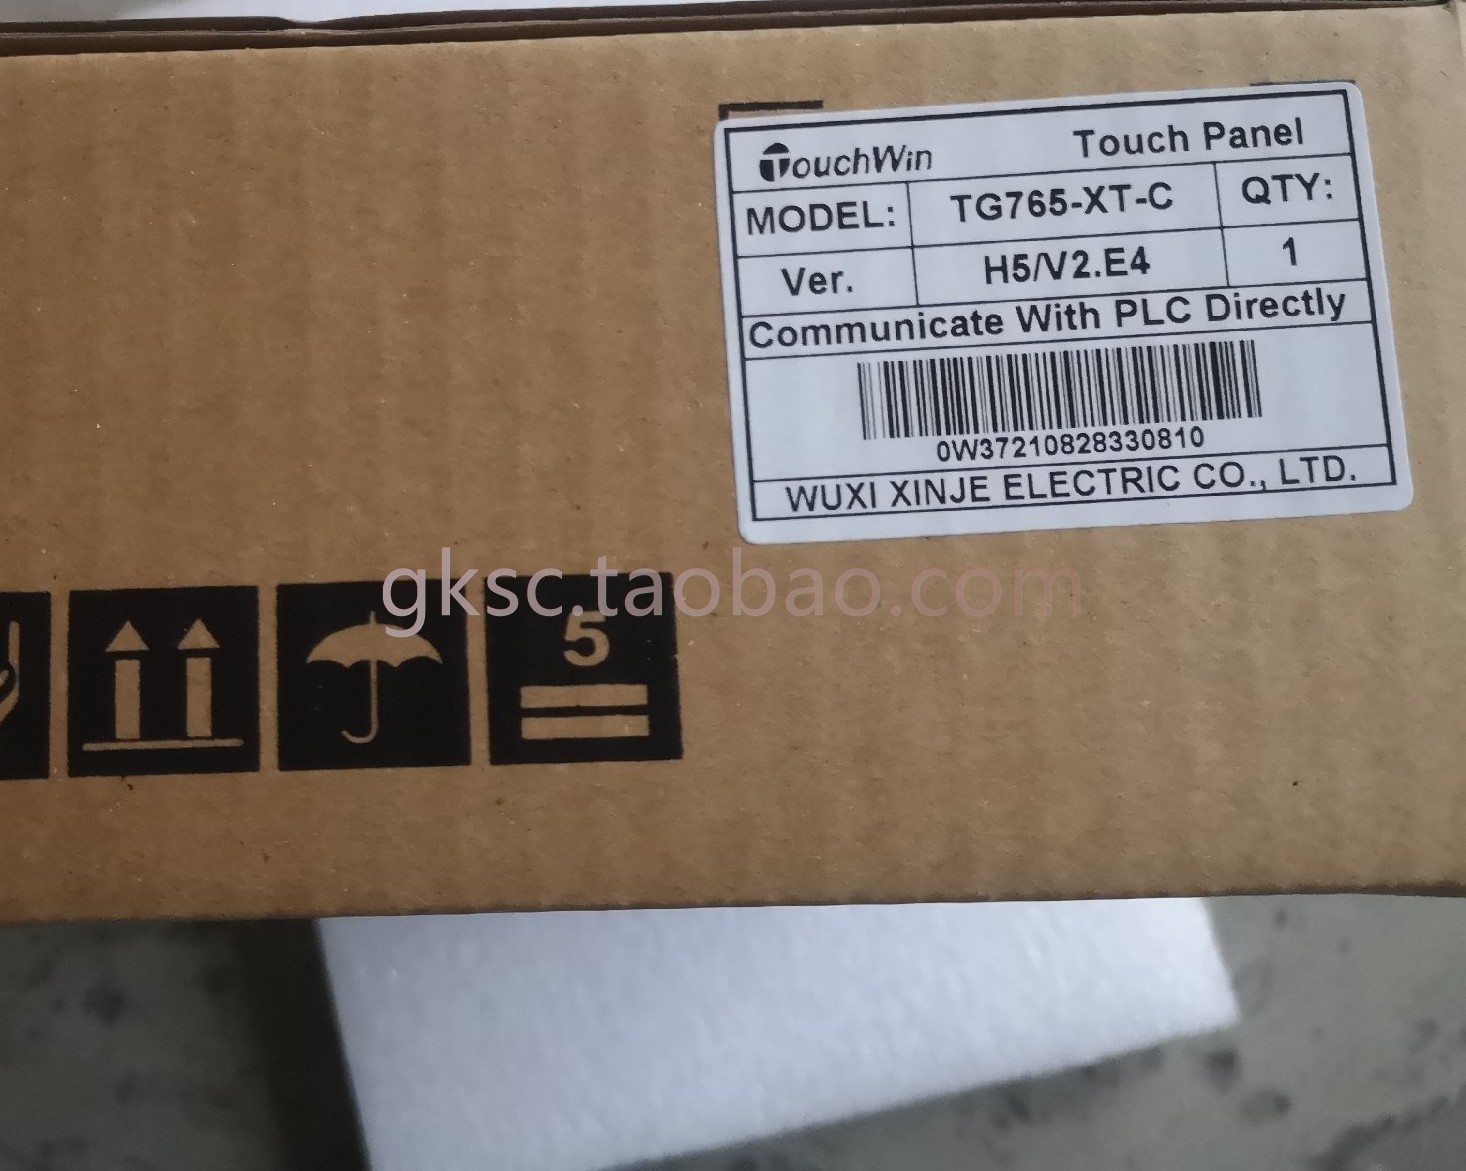 TouchWin Touch Panel
MODEL: TG765-XT-C QTY:
Ver. H5/V2.E4 1
Communicate With PLC Directly
0W37210828330810
WUXI XINJE ELECTRIC CO., LTD.
gksc.taobao.com
5